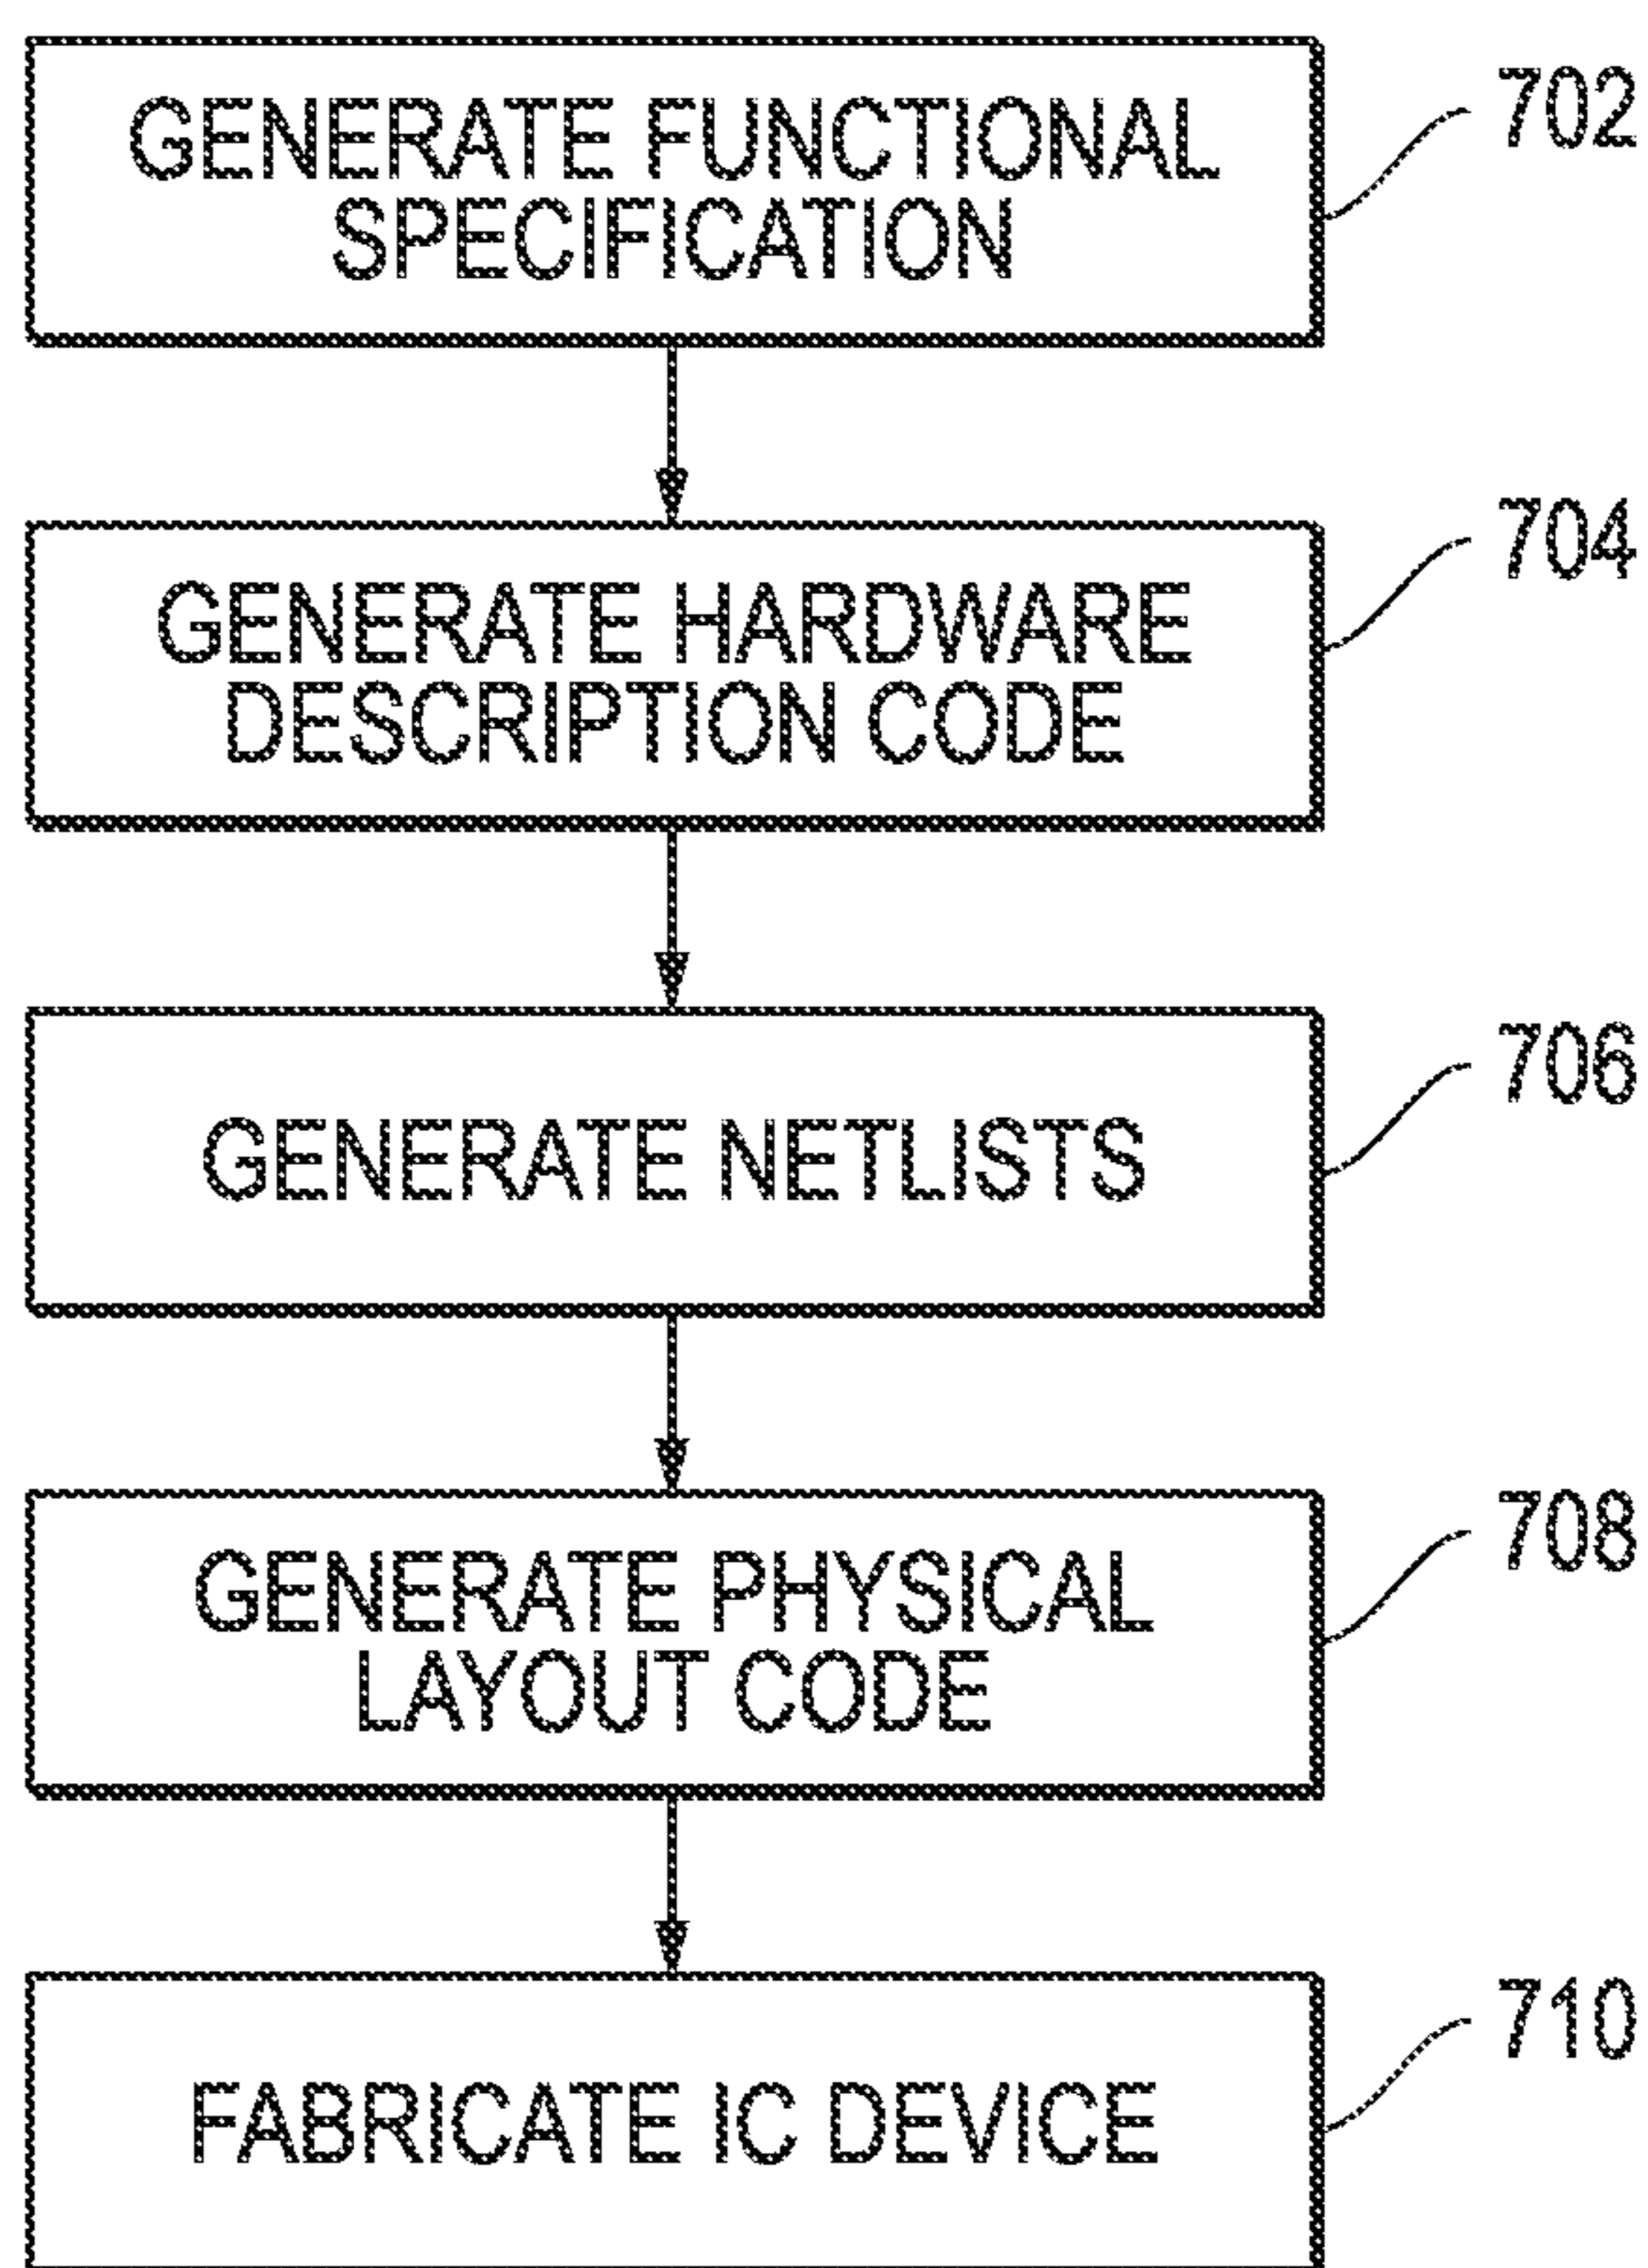 GENERATE FUNCTIONAL
SPECIFICATION
702
GENERATE HARDWARE
DESCRIPTION CODE
704
GENERATE NETLISTS
706
GENERATE PHYSICAL
LAYOUT CODE
708
FABRICATE IC DEVICE
710